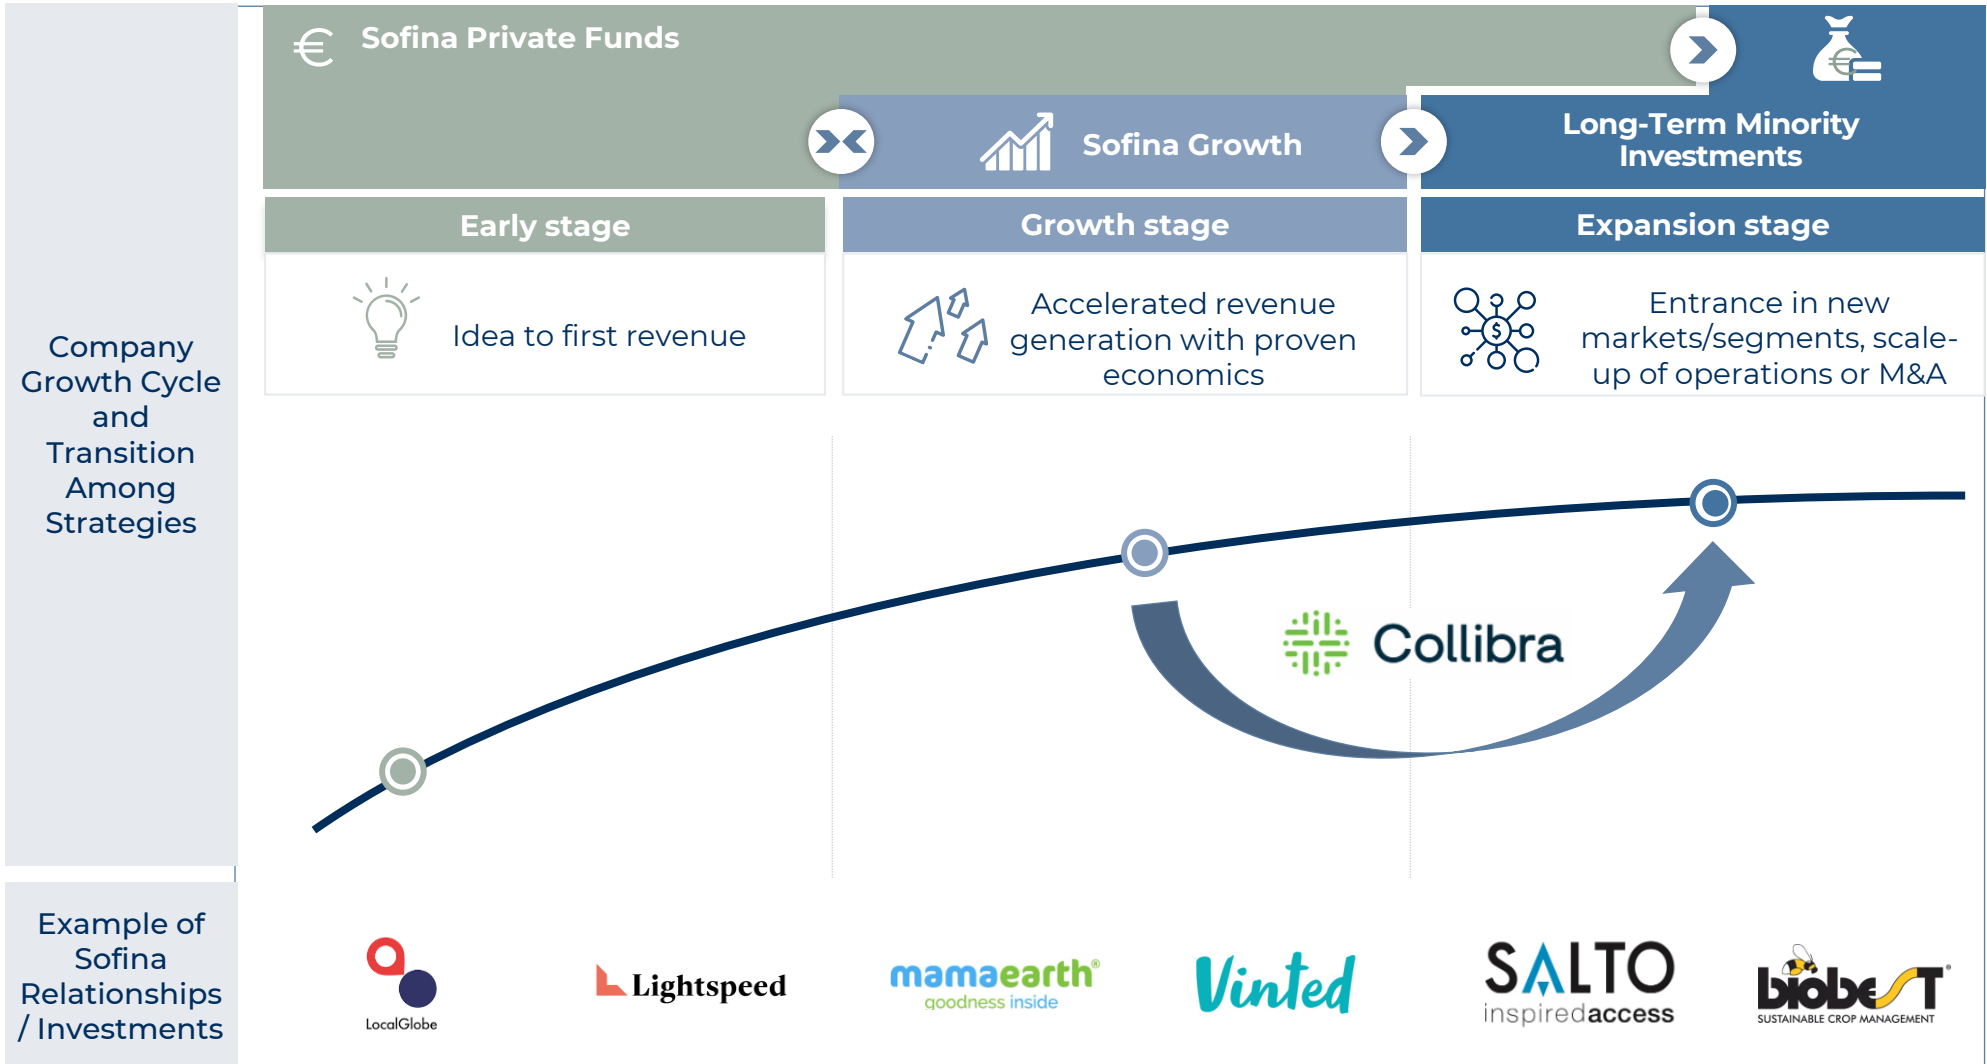 Sofina Private Funds
Sofina Growth
Long-Term Minority
Investments
Early stage
Growth stage
Expansion stage
Idea to first revenue
Accelerated revenue
generation with proven
economics
Entrance in new
markets/segments, scale-
up of operations or M&A
Company
Growth Cycle
and
Transition
Among
Strategies
Collibra
Example of
Sofina
Relationships
/ Investments
LocalGlobe
Lightspeed
mamaearth®
goodness inside
Vinted
SALTO
inspiredaccess
biobest®
SUSTAINABLE CROP MANAGEMENT